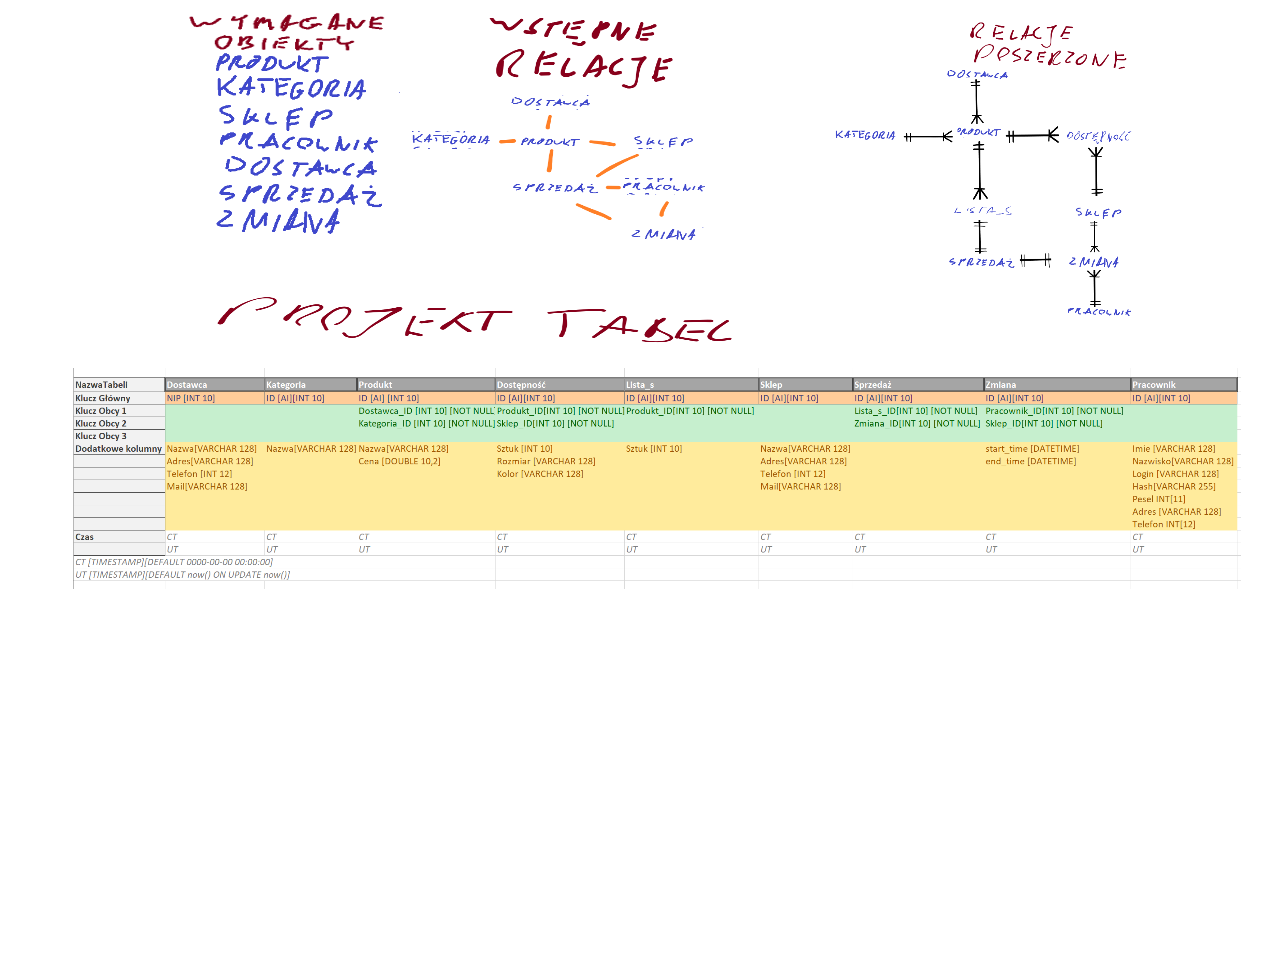 WYMAGANE
OBIEKTY
PRODUKT
KATEGORIA
SKLEP
PRACOLNIK
DOSTAWCA
SPRZEDAŻ
ZMIANA
WSTĘPNE
RELACJE
DOSTAWCA
KATEGORIA PRODUKT SKLEP
SPRZEDAŻ PRACOLNIK
ZMIANA
RELACJE
POSZERZONE
DOSTAWCA
KATEGORIA PRODUKT DOSTĘPNOŚĆ
LISTA_S SKLEP
SPRZEDAŻ ZMIANA
PRACOLNIK
PROJEKT TABEL
NazwaTabeli Dostawca Kategoria Produkt Dostępność Lista_s Sklep Sprzedaż Zmiana Pracownik
Klucz Główny NIP [INT 10] ID [AI][INT 10] ID [AI] [INT 10] ID [AI][INT 10] ID [AI][INT 10] ID [AI][INT 10] ID [AI][INT 10] ID [AI][INT 10] ID [AI][INT 10]
Klucz Obcy 1 Dostawca_ID [INT 10] [NOT NULL] Produkt_ID[INT 10] [NOT NULL] Produkt_ID[INT 10] [NOT NULL] Lista_s_ID[INT 10] [NOT NULL] Pracownik_ID[INT 10] [NOT NULL]
Klucz Obcy 2 Kategoria_ID [INT 10] [NOT NULL] Sklep_ID[INT 10] [NOT NULL] Zmiana_ID[INT 10] [NOT NULL] Sklep_ID[INT 10] [NOT NULL]
Klucz Obcy 3
Dodatkowe kolumny Nazwa[VARCHAR 128] Nazwa[VARCHAR 128] Nazwa[VARCHAR 128] Sztuk [INT 10] Sztuk [INT 10] Nazwa[VARCHAR 128] start_time [DATETIME] Imie [VARCHAR 128]
Adres[VARCHAR 128] Cena [DOUBLE 10,2] Rozmiar [VARCHAR 128] Adres[VARCHAR 128] end_time [DATETIME] Nazwisko[VARCHAR 128]
Telefon [INT 12] Kolor [VARCHAR 128] Telefon [INT 12] Login [VARCHAR 128]
Mail[VARCHAR 128] Mail[VARCHAR 128] Hash[VARCHAR 255]
Pesel INT[11]
Adres [VARCHAR 128]
Telefon INT[12]
Czas CT CT CT CT CT CT CT CT CT
UT UT UT UT UT UT UT UT UT
CT [TIMESTAMP][DEFAULT 0000-00-00 00:00:00]
UT [TIMESTAMP][DEFAULT now() ON UPDATE now()]